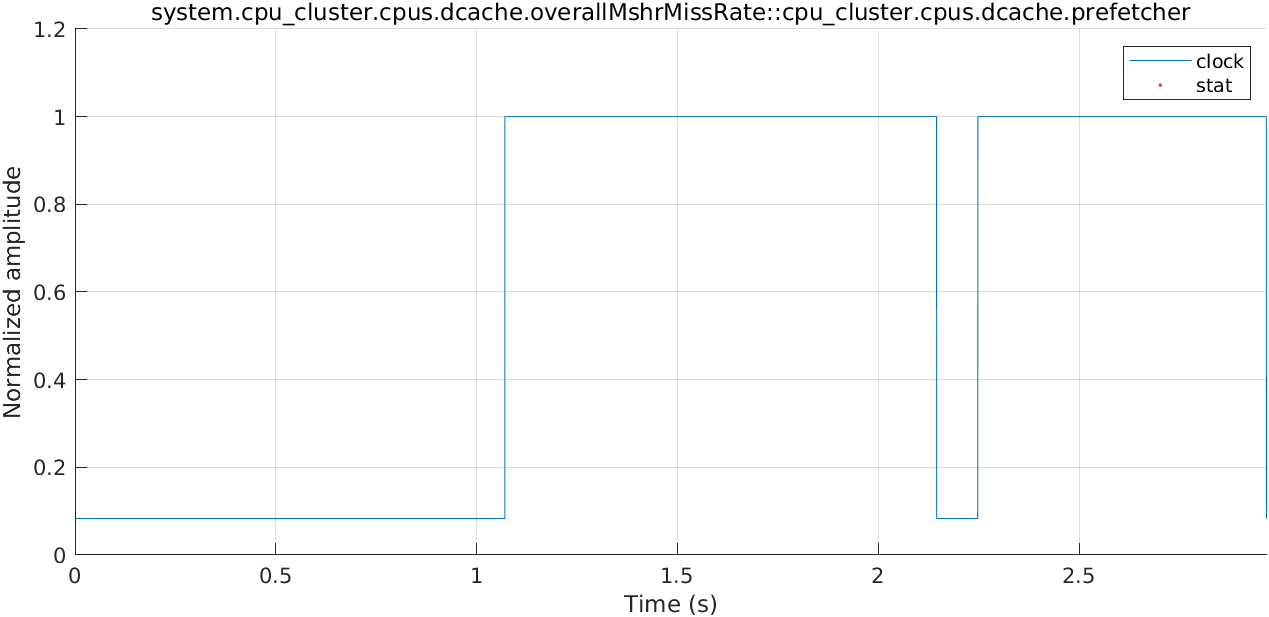 system.cpu_cluster.cpus.dcache.overallMshrMissRate::cpu_cluster.cpus.dcache.prefetcher
1.2
1
0.8
0.6
0.4
0.2
0
Normalized amplitude
clock
stat
0 0.5 1 1.5 2 2.5
Time (s)